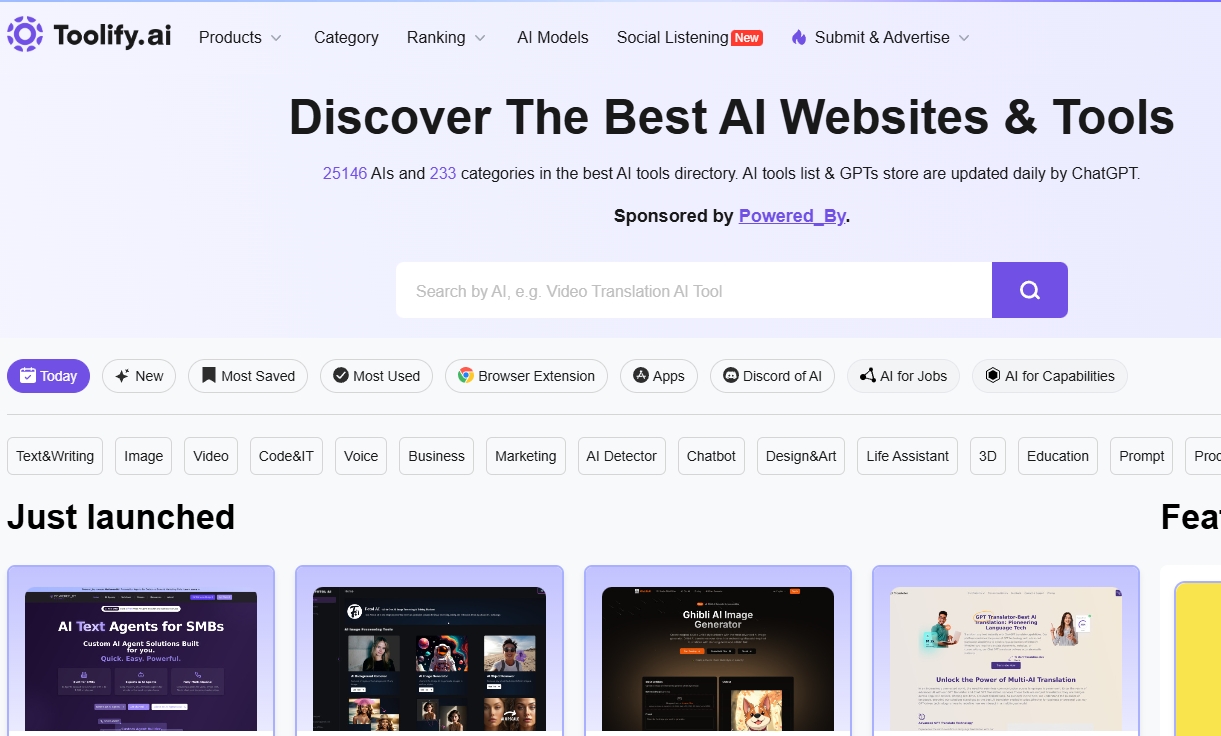 Toolify.ai
Products
Category
Ranking
AI Models
Social Listening New
Submit & Advertise
Discover The Best AI Websites & Tools
25146 AIs and 233 categories in the best AI tools directory. AI tools list & GPTs store are updated daily by ChatGPT.
Sponsored by Powered_By.
Search by AI, e.g. Video Translation AI Tool
Today
New
Most Saved
Most Used
Browser Extension
Apps
Discord of AI
AI for Jobs
AI for Capabilities
Text&Writing
Image
Video
Code&IT
Voice
Business
Marketing
AI Detector
Chatbot
Design&Art
Life Assistant
3D
Education
Prompt
Proc
Just launched
Feat
AI Text Agents for SMBs
Custom AI Agent Solutions Built
for you.
Quick. Easy. Powerful.
Ghibli AI Image
Generator
GPT Translator-Best AI
Translation: Pioneering
Language Tech
Unlock the Power of Multi-AI Translation